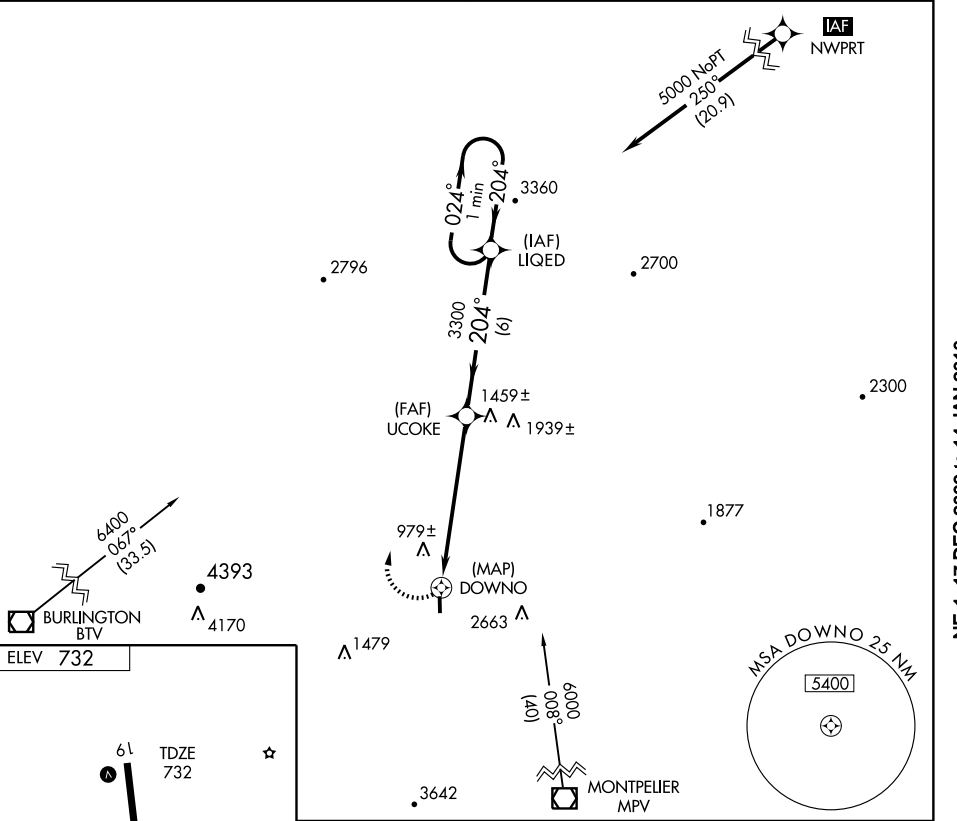 IAF
NWPRT
5000 NoPT
250°
(20.9)
024°
1 min
204°
3360
(IAF)
LIQED
2796
2700
3300
204°
(6)
2300
(FAF)
UCOKE
1459±
1939±
6400
067°
(33.5)
1877
979±
(MAP)
DOWNO
4393
4170
BURLINGTON
BTV
2663
1479
ELEV 732
MSA DOWNO 25 NM
5400
6000
008°
(40)
19
TDZE
732
3642
MONTPELIER
MPV